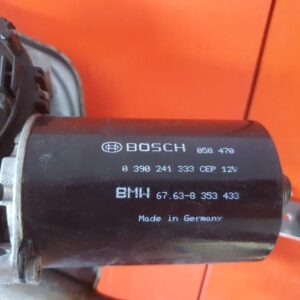 BOSCH 058 470
0 390 241 333 CEP 12V
BMW 67.63-8 353 433
Made in Germany